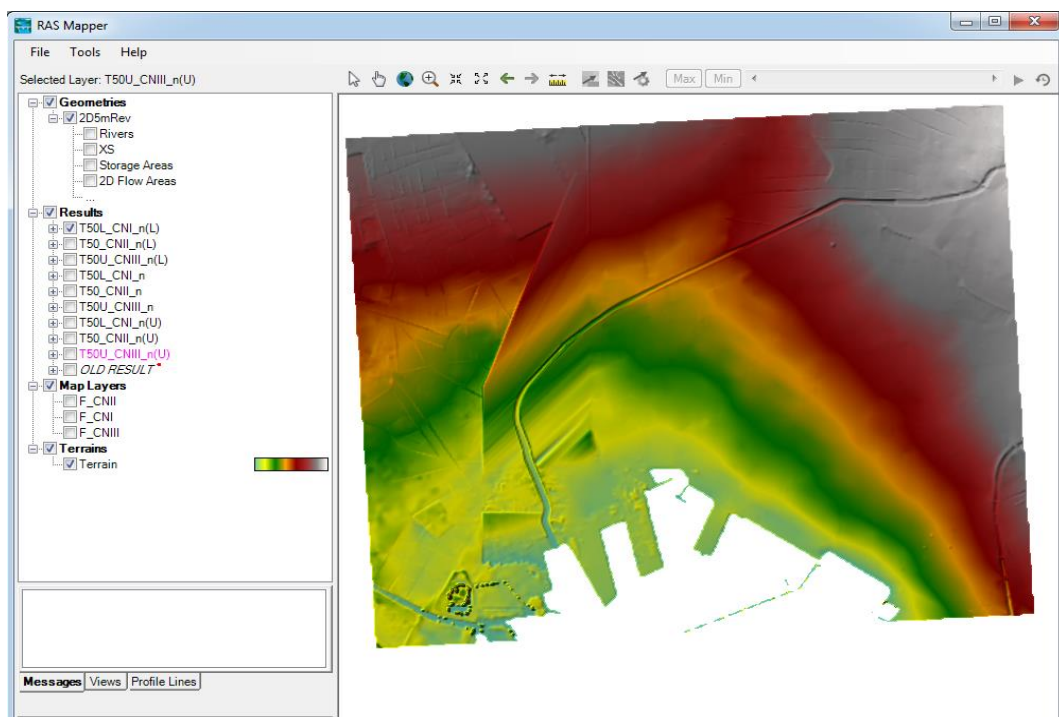 RAS Mapper
File Tools Help
Selected Layer: T50U_CNIII_n(U)
Max Min
Geometries
2D5mRev
Rivers
XS
Storage Areas
2D Flow Areas
...
Results
T50L_CNI_n(L)
T50_CNII_n(L)
T50U_CNIII_n(L)
T50L_CNI_n
T50_CNII_n
T50U_CNIII_n
T50L_CNI_n(U)
T50_CNII_n(U)
T50U_CNIII_n(U)
OLD RESULT
Map Layers
F_CNII
F_CNI
F_CNIII
Terrains
Terrain
Messages Views Profile Lines